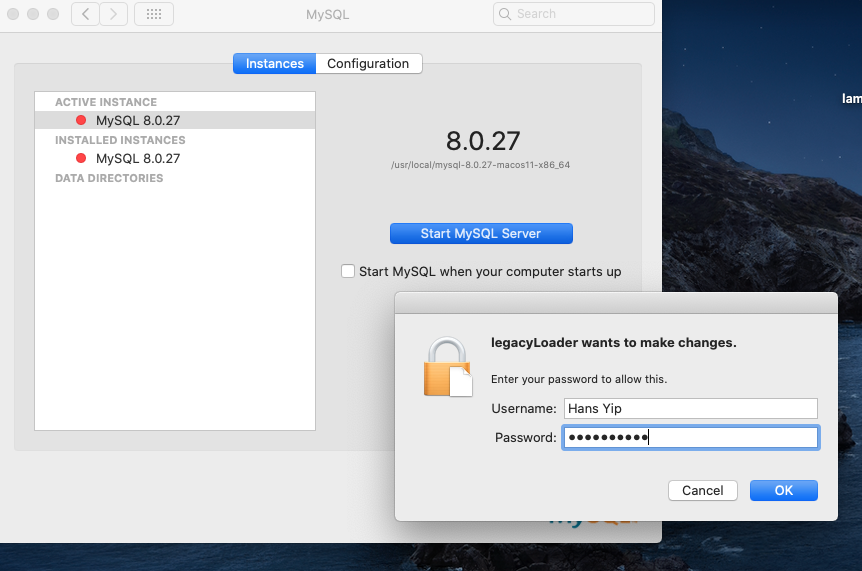 MySQL
Search
Instances
Configuration
ACTIVE INSTANCE
MySQL 8.0.27
INSTALLED INSTANCES
MySQL 8.0.27
DATA DIRECTORIES
8.0.27
/usr/local/mysql-8.0.27-macos11-x86_64
Start MySQL Server
Start MySQL when your computer starts up
legacyLoader wants to make changes.
Enter your password to allow this.
Username:
Hans Yip
Password:
●●●●●●●●●●
Cancel
OK